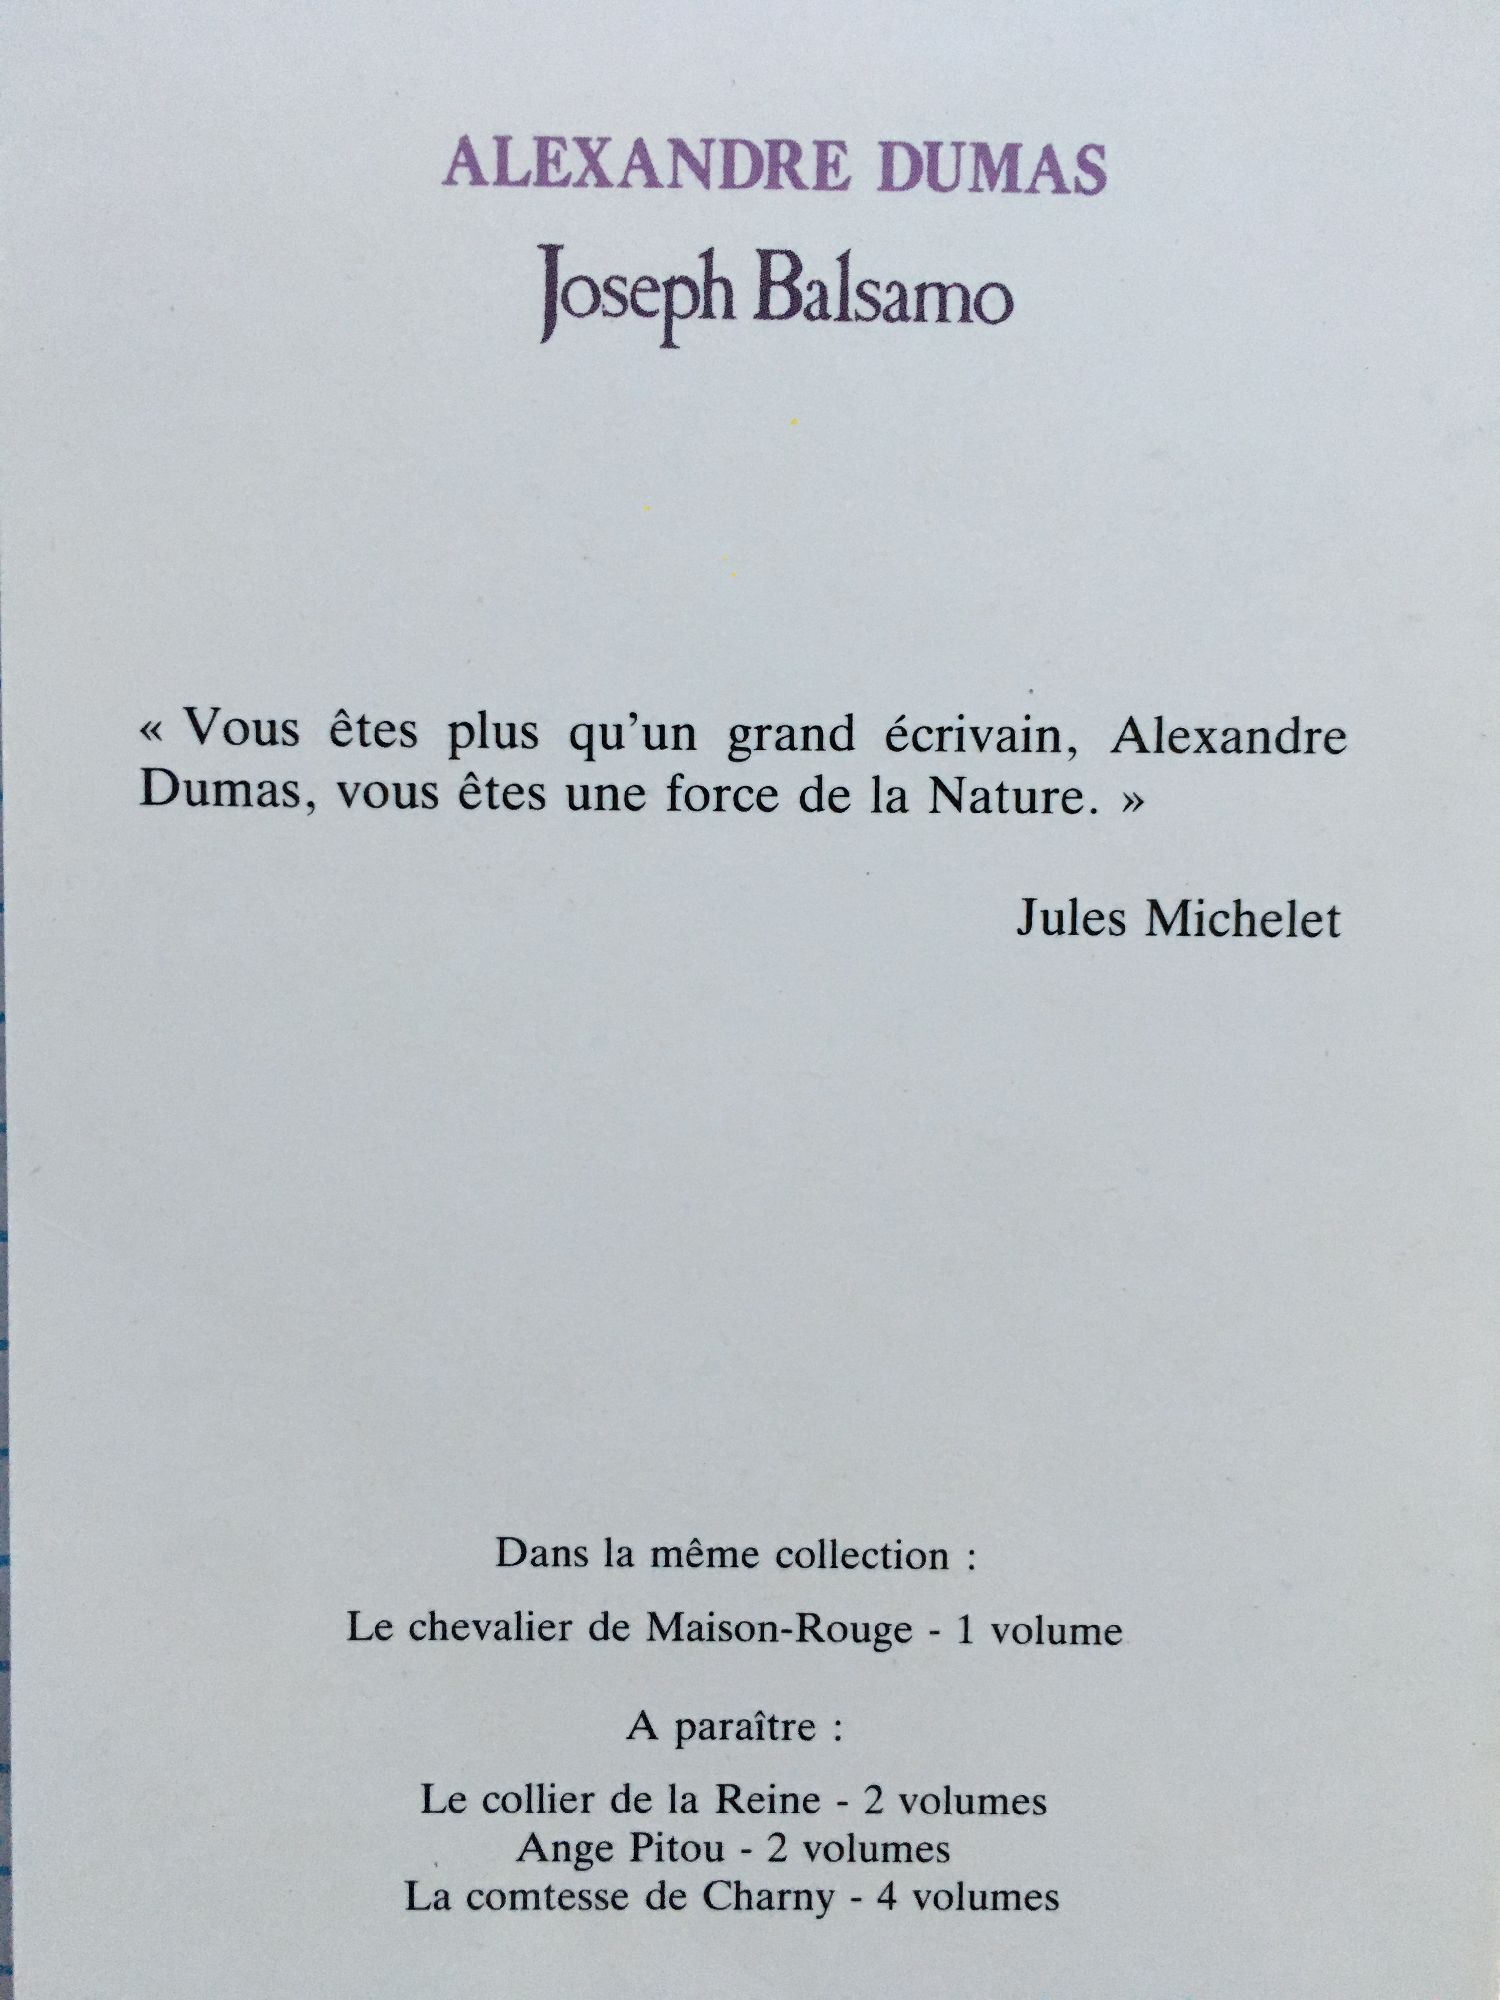 ALEXANDRE DUMAS
Joseph Balsamo
« Vous êtes plus qu'un grand écrivain, Alexandre
Dumas, vous êtes une force de la Nature. »
Jules Michelet
Dans la même collection :
Le chevalier de Maison-Rouge - 1 volume
A paraître :
Le collier de la Reine - 2 volumes
Ange Pitou - 2 volumes
La comtesse de Charny - 4 volumes